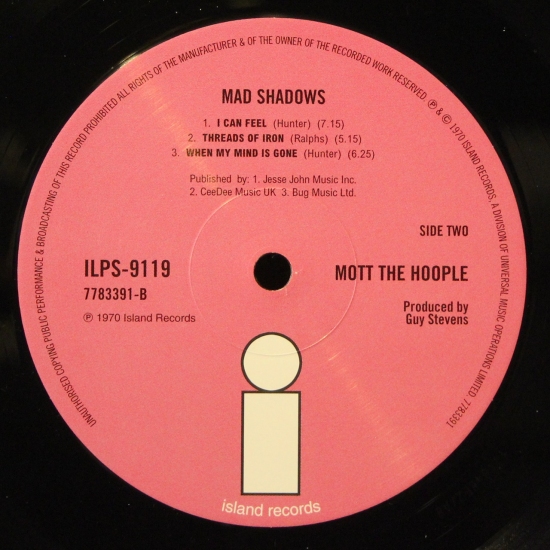 UNAUTHORISED COPYING PUBLIC PERFORMANCE & BROADCASTING OF THIS RECORD PROHIBITED ALL RIGHTS OF THE MANUFACTURER & OF THE OWNER OF THE RECORDED WORK RESERVED ℗ & © 1970 ISLAND RECORDS, A DIVISION OF UNIVERSAL MUSIC OPERATIONS LIMITED. 7783391
MAD SHADOWS
1. I CAN FEEL (Hunter) (7.15)
2. THREADS OF IRON (Ralphs) (5.15)
3. WHEN MY MIND IS GONE (Hunter) (6.25)
Published by: 1. Jesse John Music Inc.
2. CeeDee Music UK 3. Bug Music Ltd.
SIDE TWO
ILPS-9119
7783391-B
℗ 1970 Island Records
MOTT THE HOOPLE
Produced by
Guy Stevens
island records